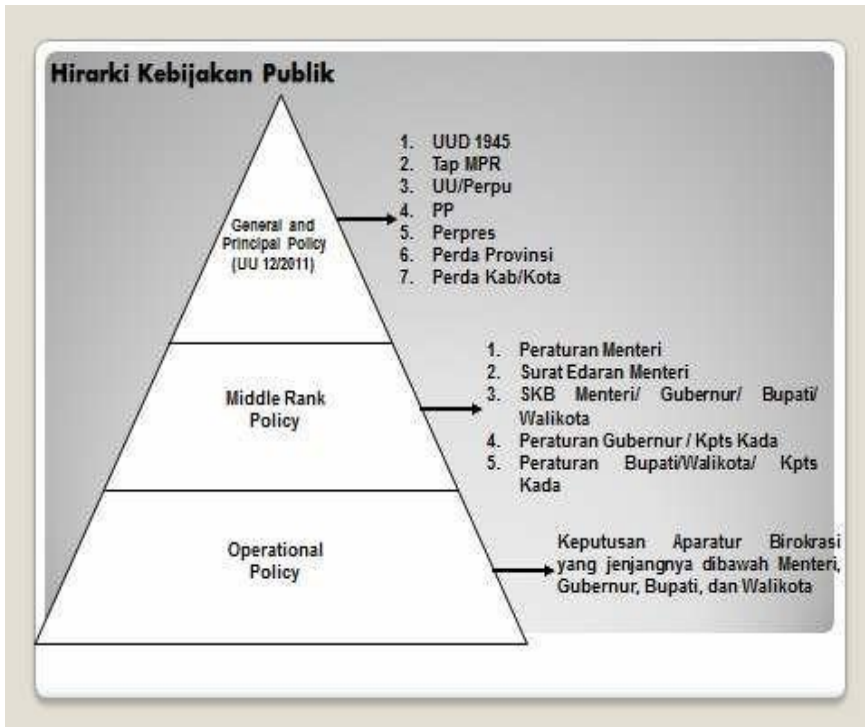 Hirarki Kebijakan Publik
General and
Principal Policy
(UU 12/2011)
1. UUD 1945
2. Tap MPR
3. UU/Perpu
4. PP
5. Perpres
6. Perda Provinsi
7. Perda Kab/Kota
Middle Rank
Policy
1. Peraturan Menteri
2. Surat Edaran Menteri
3. SKB Menteri/ Gubernur/ Bupati/
Walikota
4. Peraturan Gubernur / Kpts Kada
5. Peraturan Bupati/Walikota/ Kpts
Kada
Operational
Policy
Keputusan Aparatur Birokrasi
yang jenjangnya dibawah Menteri,
Gubernur, Bupati, dan Walikota